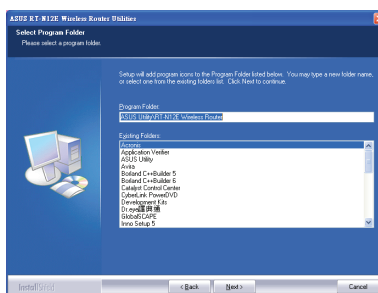 ASUS RT-N12E Wireless Router Utilities
Select Program Folder
Please select a program folder.
Setup will add program icons to the Program Folder listed below. You may type a new folder name, or select one from the existing folders list. Click Next to continue.
Program Folder:
ASUS Utility\RT-N12E Wireless Router
Existing Folders:
Acronis
Application Verifier
ASUS Utility
Avira
Borland C++Builder 5
Borland C++Builder 6
Catalyst Control Center
CyberLink PowerDVD
Development Kits
Dr.eye
GlobalSCAPE
Inno Setup 5
InstallShield
< Back
Next >
Cancel